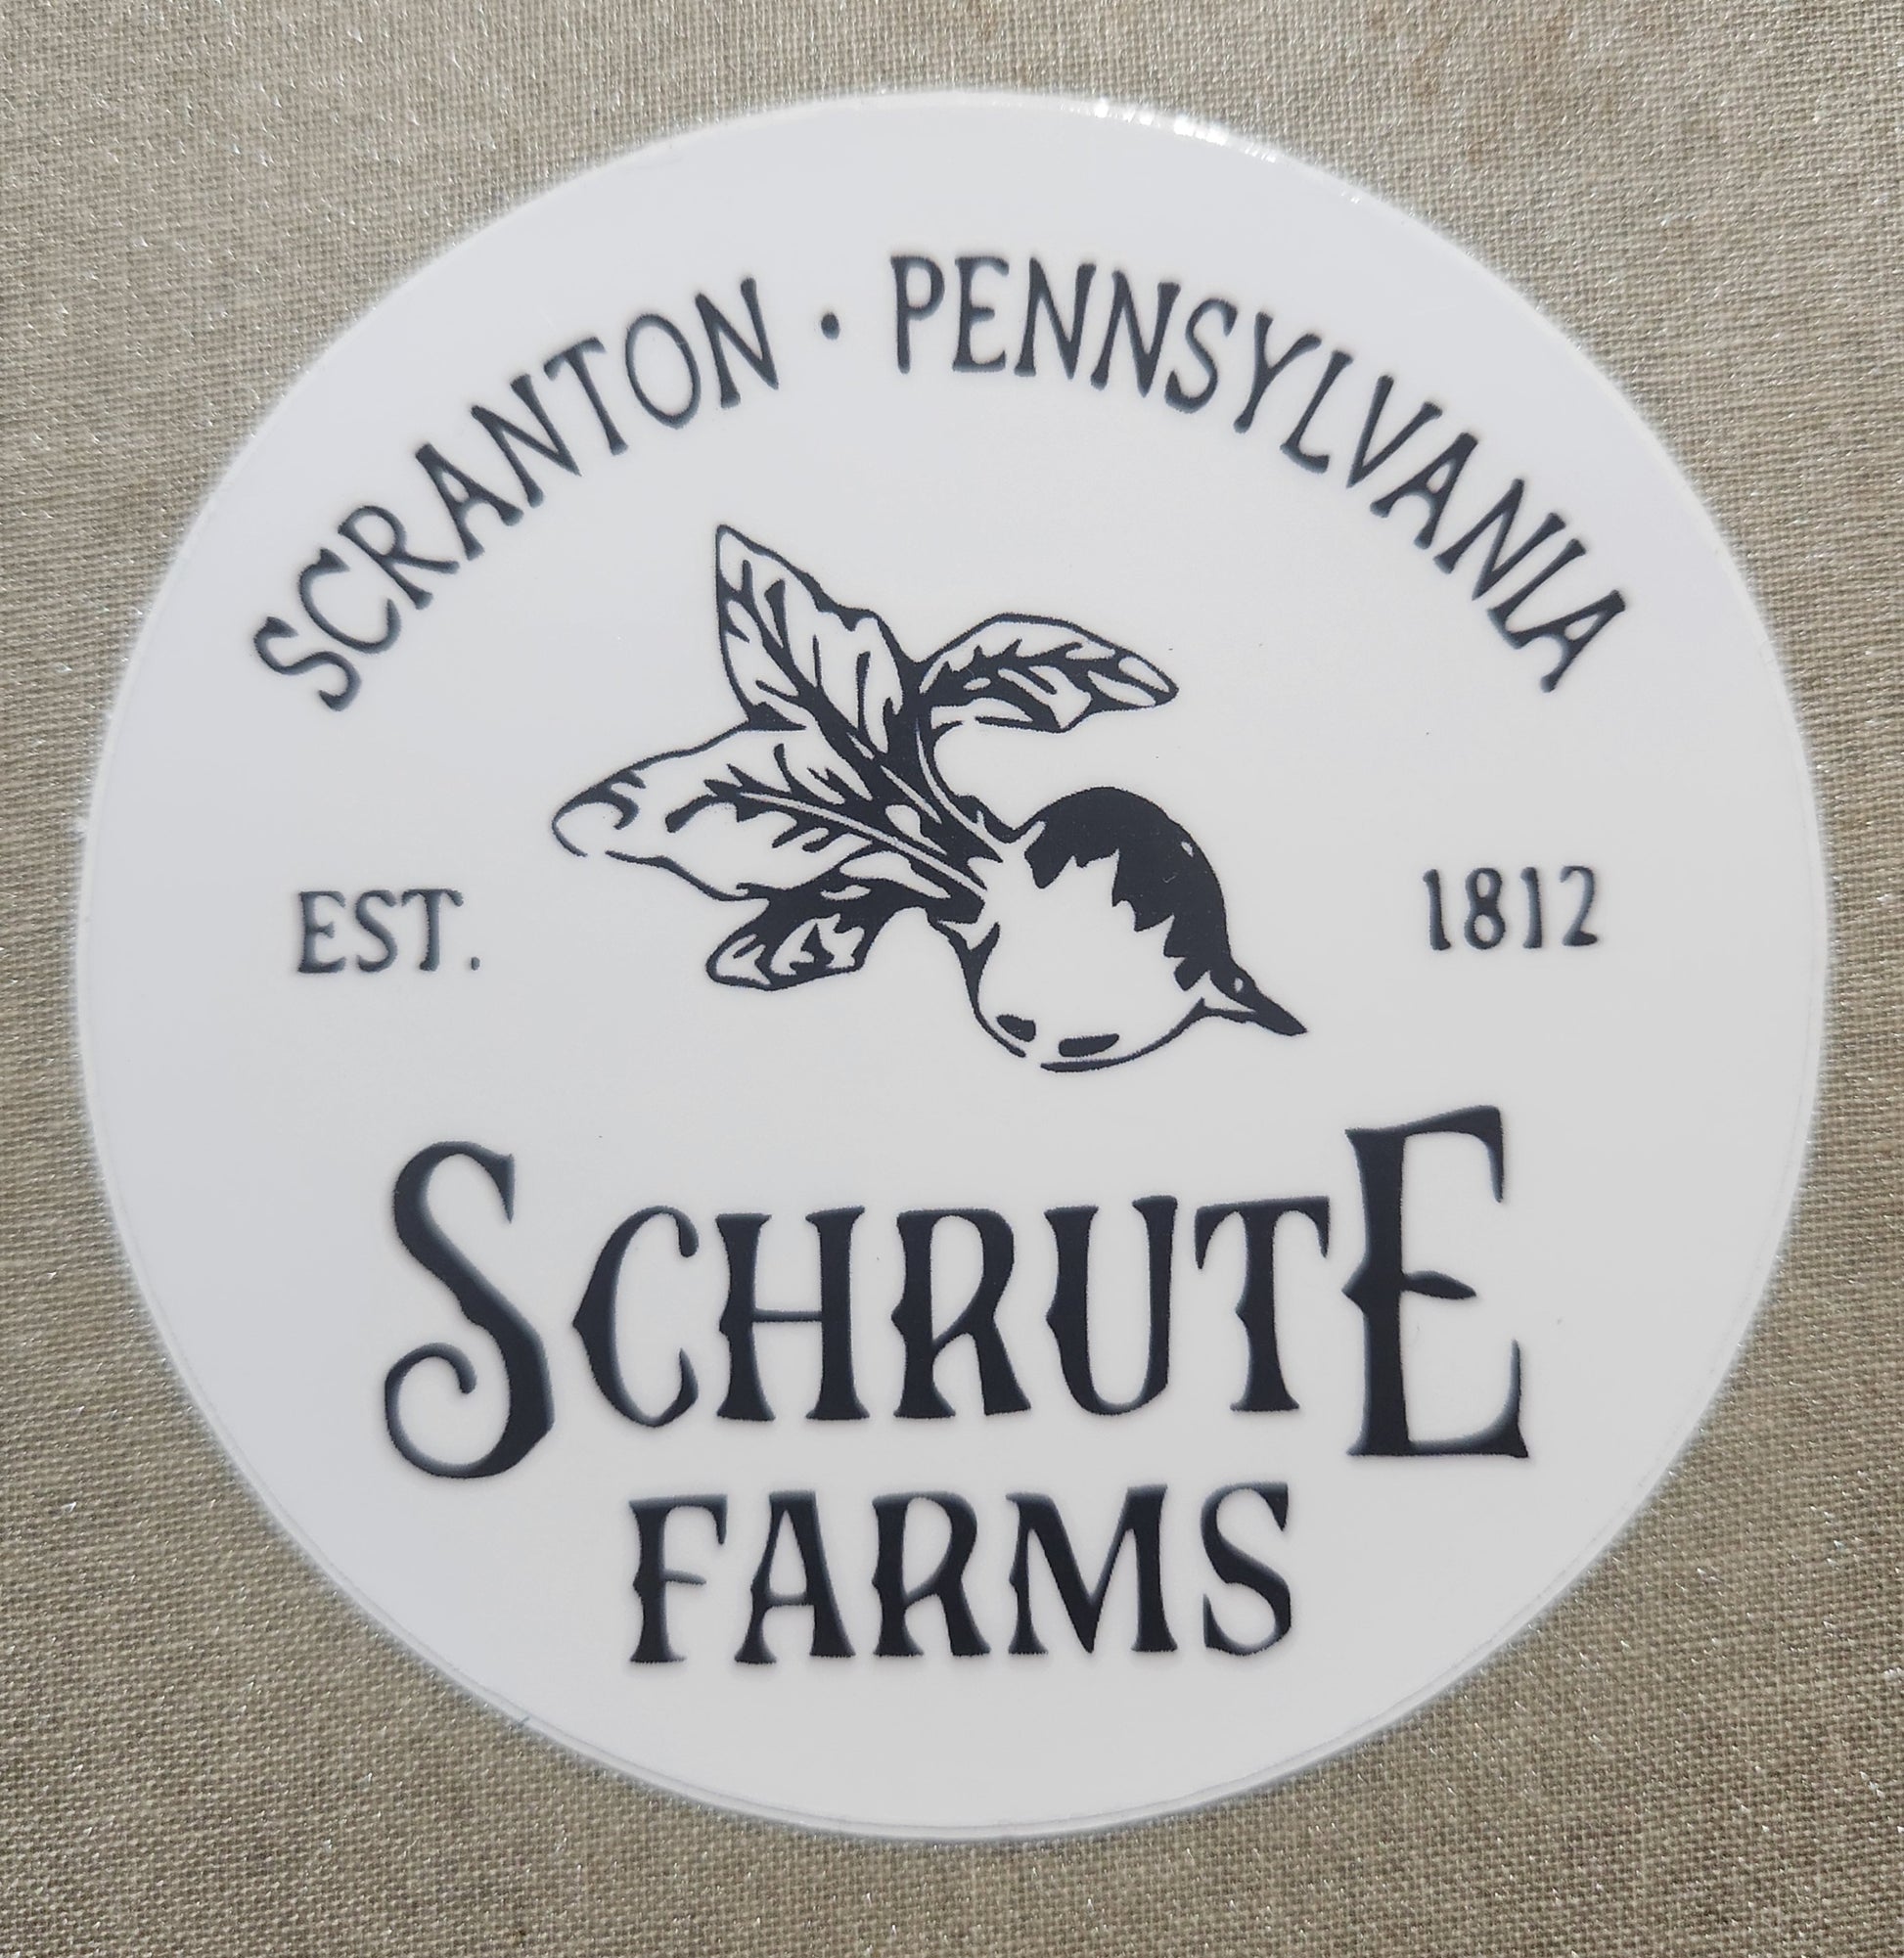 SCRANTON • PENNSYLVANIA
EST. 1812
SCHRUTE
FARMS